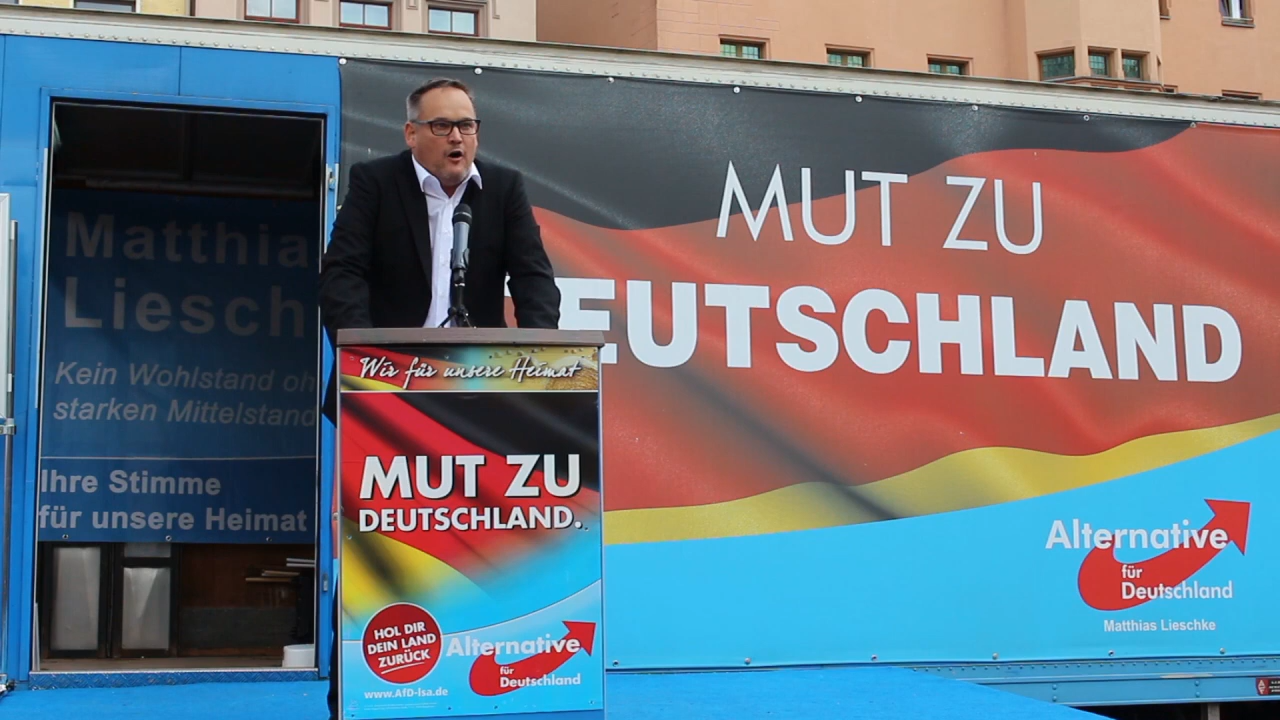 Matthia
Liesch
Kein Wohlstand oh
starken Mittelstand
Ihre Stimme
für unsere Heimat
MUT ZU
EUTSCHLAND
Alternative
für
Deutschland
Matthias Lieschke
Wir für unsere Heimat
MUT ZU
DEUTSCHLAND.
HOL DIR
DEIN LAND
ZURÜCK
Alternative
für
Deutschland
www.AfD-lsa.de